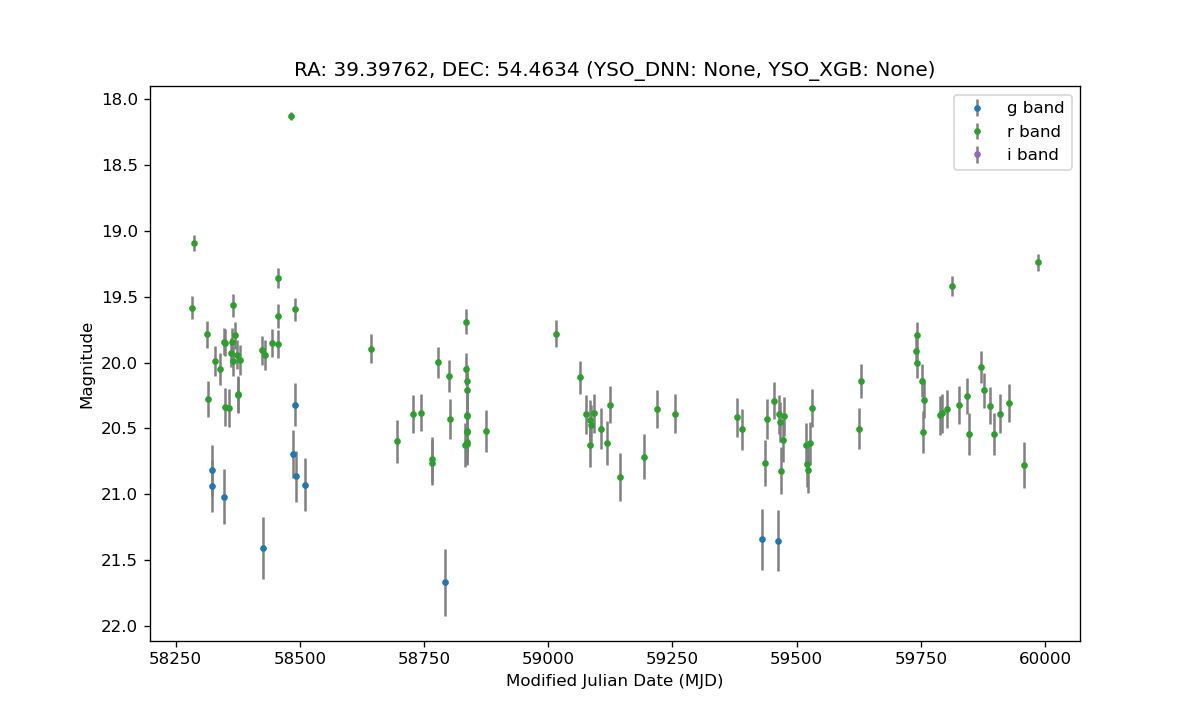 RA: 39.39762, DEC: 54.4634 (YSO_DNN: None, YSO_XGB: None)
g band
r band
i band
18.0
18.5
19.0
19.5
20.0
20.5
21.0
21.5
22.0
Magnitude
58250 58500 58750 59000 59250 59500 59750 60000
Modified Julian Date (MJD)